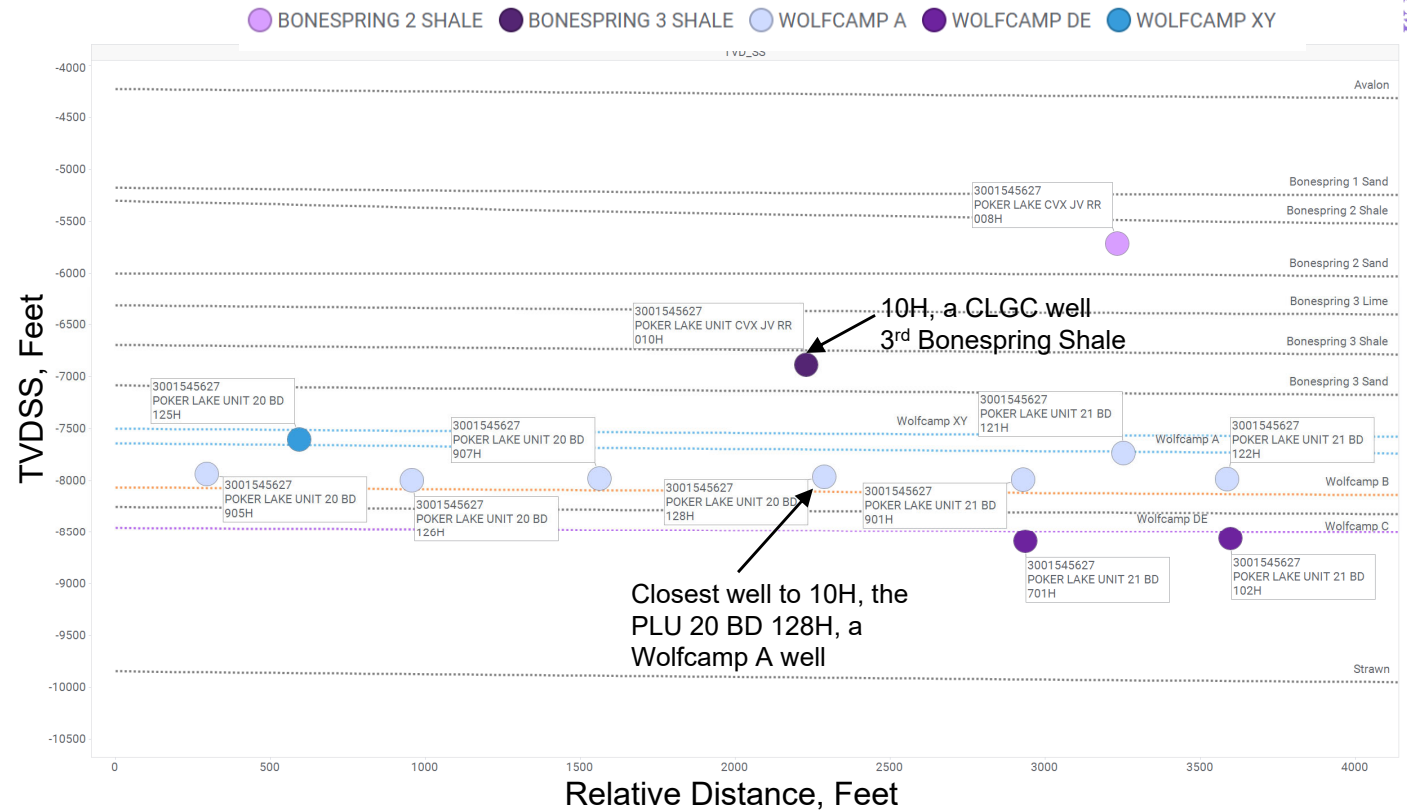 BONESPRING 2 SHALE BONESPRING 3 SHALE WOLFCAMP A WOLFCAMP DE WOLFCAMP XY
TVD_SS
TVDSS, Feet
-4000
-4500
-5000
-5500
-6000
-6500
-7000
-7500
-8000
-8500
-9000
-9500
-10000
-10500
Avalon
Bonespring 1 Sand
Bonespring 2 Shale
Bonespring 2 Sand
Bonespring 3 Lime
Bonespring 3 Shale
Bonespring 3 Sand
Wolfcamp XY
Wolfcamp A
Wolfcamp B
Wolfcamp DE
Wolfcamp C
Strawn
3001545627
POKER LAKE CVX JV RR
008H
3001545627
POKER LAKE UNIT CVX JV RR
010H
10H, a CLGC well
3rd Bonespring Shale
3001545627
POKER LAKE UNIT 20 BD
125H
3001545627
POKER LAKE UNIT 20 BD
907H
3001545627
POKER LAKE UNIT 21 BD
121H
3001545627
POKER LAKE UNIT 21 BD
122H
3001545627
POKER LAKE UNIT 20 BD
905H
3001545627
POKER LAKE UNIT 20 BD
126H
3001545627
POKER LAKE UNIT 20 BD
128H
3001545627
POKER LAKE UNIT 21 BD
901H
3001545627
POKER LAKE UNIT 21 BD
701H
3001545627
POKER LAKE UNIT 21 BD
102H
Closest well to 10H, the
PLU 20 BD 128H, a
Wolfcamp A well
0 500 1000 1500 2000 2500 3000 3500 4000
Relative Distance, Feet